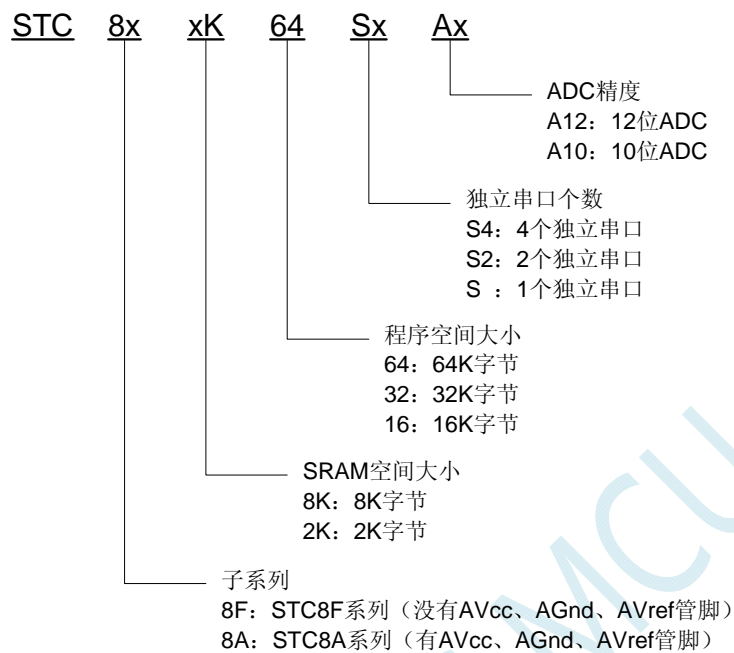 STC 8x xK 64 Sx Ax
ADC精度
A12：12位ADC
A10：10位ADC
独立串口个数
S4：4个独立串口
S2：2个独立串口
S ：1个独立串口
程序空间大小
64：64K字节
32：32K字节
16：16K字节
SRAM空间大小
8K：8K字节
2K：2K字节
子系列
8F：STC8F系列（没有AVcc、AGnd、AVref管脚）
8A：STC8A系列（有AVcc、AGnd、AVref管脚）
MCU